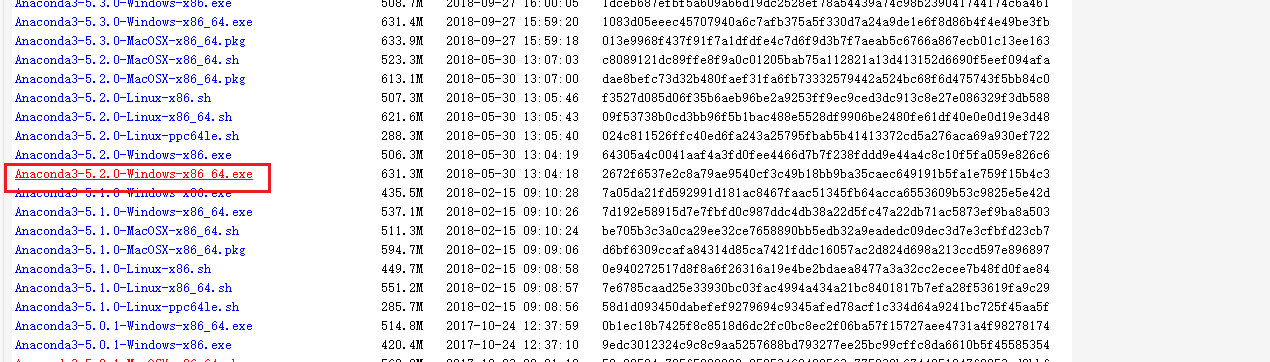 Anaconda3-5.3.0-Windows-x86.exe 508.7M 2018-09-27 16:00:05
Anaconda3-5.3.0-Windows-x86_64.exe 631.4M 2018-09-27 15:59:20 1083d05eeec45707940a6c7afb375a5f330d7a24a9de1e6f8d86b4f4e49be3fb
Anaconda3-5.3.0-MacOSX-x86_64.pkg 633.9M 2018-09-27 15:59:18 013e9968f437f91f7a1dfdfe4c7d6f9d3b7f7aeab5c6766a867ecb01c13ee163
Anaconda3-5.2.0-MacOSX-x86_64.sh 523.3M 2018-05-30 13:07:03 c8089121dc89ffe8f9a0c01205bab75a112821a13d413152d6690f5eef094afa
Anaconda3-5.2.0-MacOSX-x86_64.pkg 613.1M 2018-05-30 13:07:00 dae8befc73d32b480faef31fa6fb73332579442a524bc68f6d475743f5bb84c0
Anaconda3-5.2.0-Linux-x86.sh 507.3M 2018-05-30 13:05:46 f3527d085d06f35b6aeb96be2a9253ff9ec9ced3dc913c8e27e086329f3db588
Anaconda3-5.2.0-Linux-x86_64.sh 621.6M 2018-05-30 13:05:43 09f53738b0cd3bb96f5b1bac488e5528df9906be2480fe61df40e0e0d19e3d48
Anaconda3-5.2.0-Linux-ppc64le.sh 288.3M 2018-05-30 13:05:40 024c811526ffc40ed6fa243a25795fbab5b41413372cd5a276aca69a930ef722
Anaconda3-5.2.0-Windows-x86.exe 506.3M 2018-05-30 13:04:19 64305a4c0041aaf4a3fd0fee4466d7b7f238fddd9e44a4c8c10f5fa059e826c6
Anaconda3-5.2.0-Windows-x86_64.exe 631.3M 2018-05-30 13:04:18 2672f6537e2c8a79ae9540cf3c49b18bb9ba35caec649191b5fa1e759f15b4c3
Anaconda3-5.1.0-Windows-x86.exe 435.5M 2018-02-15 09:10:28 7a05da21fd592991d181ac8467faac51345fb64acca6553609b53c9825e5e42d
Anaconda3-5.1.0-Windows-x86_64.exe 537.1M 2018-02-15 09:10:26 7d192e58915d7e7fbfd0c987ddc4db38a22d5fc47a22db71ac5873ef9ba8a503
Anaconda3-5.1.0-MacOSX-x86_64.sh 511.3M 2018-02-15 09:10:24 be705b3c3a0ca29ee32ce7658890bb5edb32a9eadedc09dec3d7e3cfbfd23cb7
Anaconda3-5.1.0-MacOSX-x86_64.pkg 594.7M 2018-02-15 09:09:06 d6bf6309ccafa84314d85ca7421fddc16057ac2d824d698a213ccd597e896897
Anaconda3-5.1.0-Linux-x86.sh 449.7M 2018-02-15 09:08:58 0e940272517d8f8a6f26316a19e4be2bdaea8477a3a32cc2ecee7b48fd0fae84
Anaconda3-5.1.0-Linux-x86_64.sh 551.2M 2018-02-15 09:08:57 7e6785caad25e33930bc03fac4994a434a21bc8401817b7efa28f53619fa9c29
Anaconda3-5.1.0-Linux-ppc64le.sh 285.7M 2018-02-15 09:08:56 58d1d093450dabefef9279694c9345afed78acf1c334d64a9241bc725f45aa5f
Anaconda3-5.0.1-Windows-x86_64.exe 514.8M 2017-10-24 12:37:59 0b1ec18b7425f8c8518d6dc2fc0bc8ec2f06ba57f15727aee4731a4f98278174
Anaconda3-5.0.1-Windows-x86.exe 420.4M 2017-10-24 12:37:10 9edc3012324c9c8c9aa5257688bd793277ee25bc99cffc8da6610b5f45585354